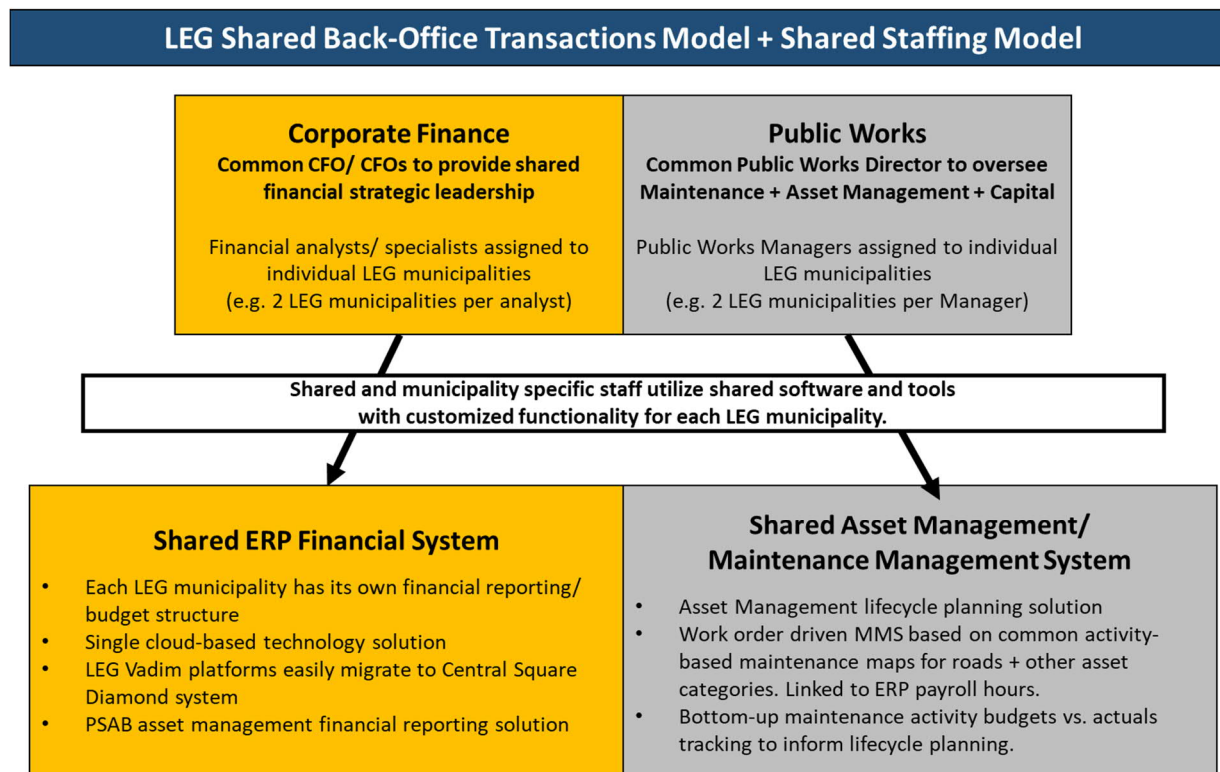 LEG Shared Back-Office Transactions Model + Shared Staffing Model
Corporate Finance
Common CFO/ CFOs to provide shared
financial strategic leadership
Financial analysts/ specialists assigned to
individual LEG municipalities
(e.g. 2 LEG municipalities per analyst)
Public Works
Common Public Works Director to oversee
Maintenance + Asset Management + Capital
Public Works Managers assigned to individual
LEG municipalities
(e.g. 2 LEG municipalities per Manager)
Shared and municipality specific staff utilize shared software and tools
with customized functionality for each LEG municipality.
Shared ERP Financial System
• Each LEG municipality has its own financial reporting/
budget structure
• Single cloud-based technology solution
• LEG Vadim platforms easily migrate to Central Square
Diamond system
• PSAB asset management financial reporting solution
Shared Asset Management/
Maintenance Management System
• Asset Management lifecycle planning solution
• Work order driven MMS based on common activity-
based maintenance maps for roads + other asset
categories. Linked to ERP payroll hours.
• Bottom-up maintenance activity budgets vs. actuals
tracking to inform lifecycle planning.